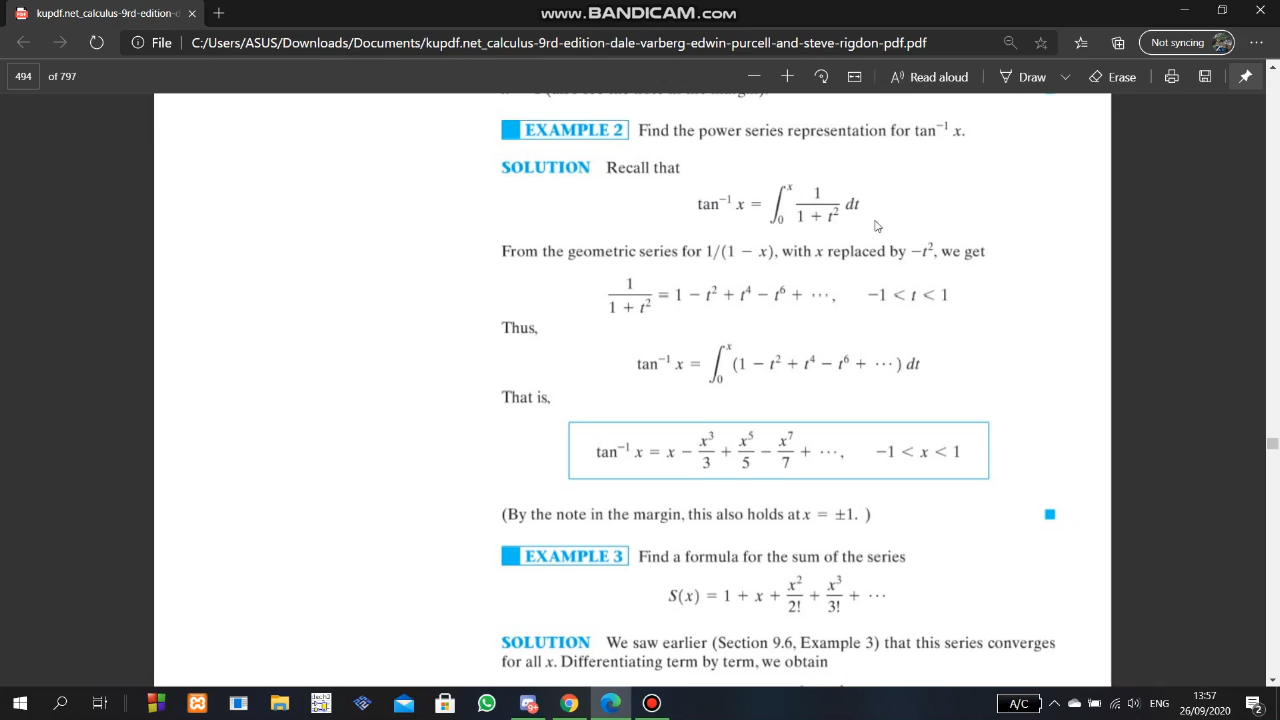 www.BANDICAM.com
kupdf.net_calculus-9rd-edition-d
File C:/Users/ASUS/Downloads/Documents/kupdf.net_calculus-9rd-edition-dale-varberg-edwin-purcell-and-steve-rigdon-pdf.pdf Not syncing
494 of 797 Read aloud Draw Erase
EXAMPLE 2 Find the power series representation for tan⁻¹ x.
SOLUTION Recall that
tan⁻¹ x = ∫₀ˣ 1/(1 + t²) dt
From the geometric series for 1/(1 − x), with x replaced by −t², we get
1/(1 + t²) = 1 − t² + t⁴ − t⁶ + ⋯, −1 < t < 1
Thus,
tan⁻¹ x = ∫₀ˣ (1 − t² + t⁴ − t⁶ + ⋯) dt
That is,
tan⁻¹ x = x − x³/3 + x⁵/5 − x⁷/7 + ⋯, −1 < x < 1
(By the note in the margin, this also holds at x = ±1. )
EXAMPLE 3 Find a formula for the sum of the series
S(x) = 1 + x + x²/2! + x³/3! + ⋯
SOLUTION We saw earlier (Section 9.6, Example 3) that this series converges
for all x. Differentiating term by term, we obtain
A/C ENG 13:57
26/09/2020